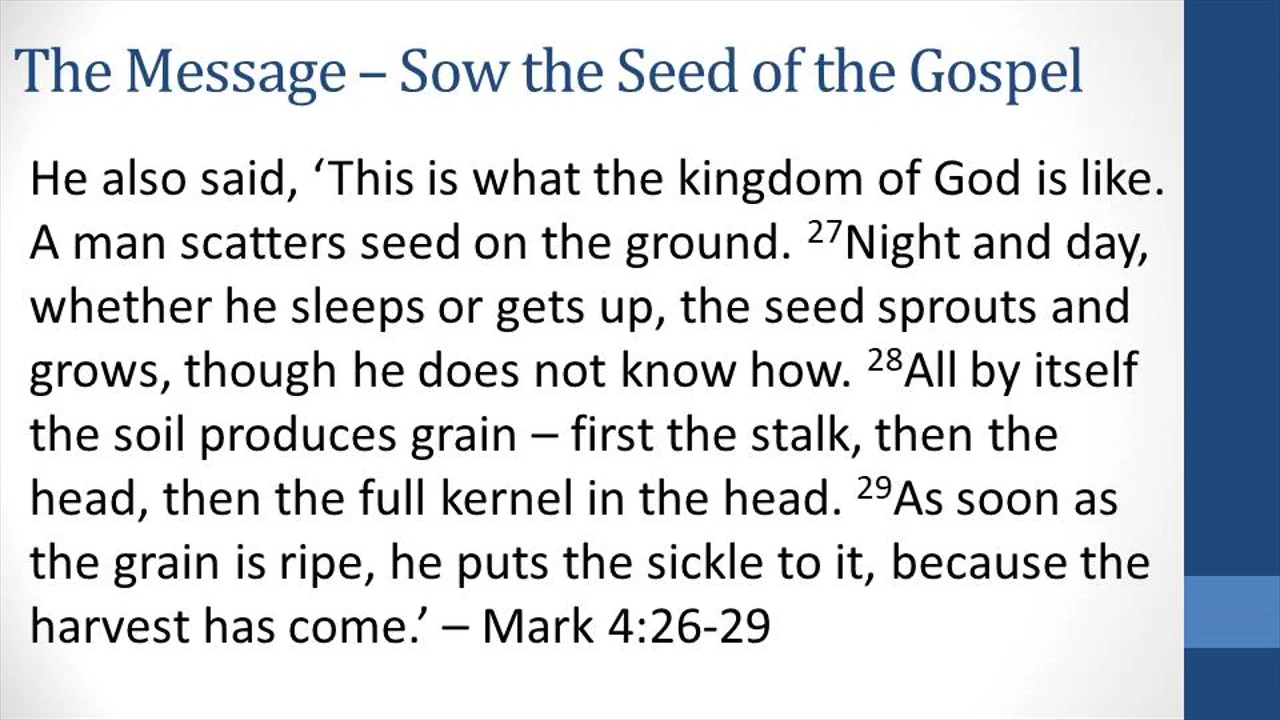 The Message – Sow the Seed of the Gospel
He also said, ‘This is what the kingdom of God is like.
A man scatters seed on the ground. ²⁷Night and day,
whether he sleeps or gets up, the seed sprouts and
grows, though he does not know how. ²⁸All by itself
the soil produces grain – first the stalk, then the
head, then the full kernel in the head. ²⁹As soon as
the grain is ripe, he puts the sickle to it, because the
harvest has come.’ – Mark 4:26-29